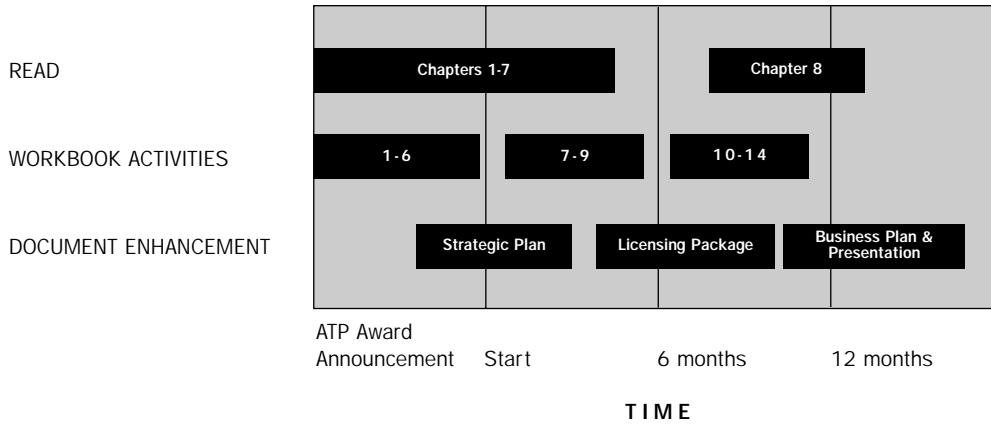 READ
Chapters 1-7
Chapter 8
WORKBOOK ACTIVITIES
1-6
7-9
10-14
DOCUMENT ENHANCEMENT
Strategic Plan
Licensing Package
Business Plan &
Presentation
ATP Award
Announcement
Start
6 months
12 months
TIME